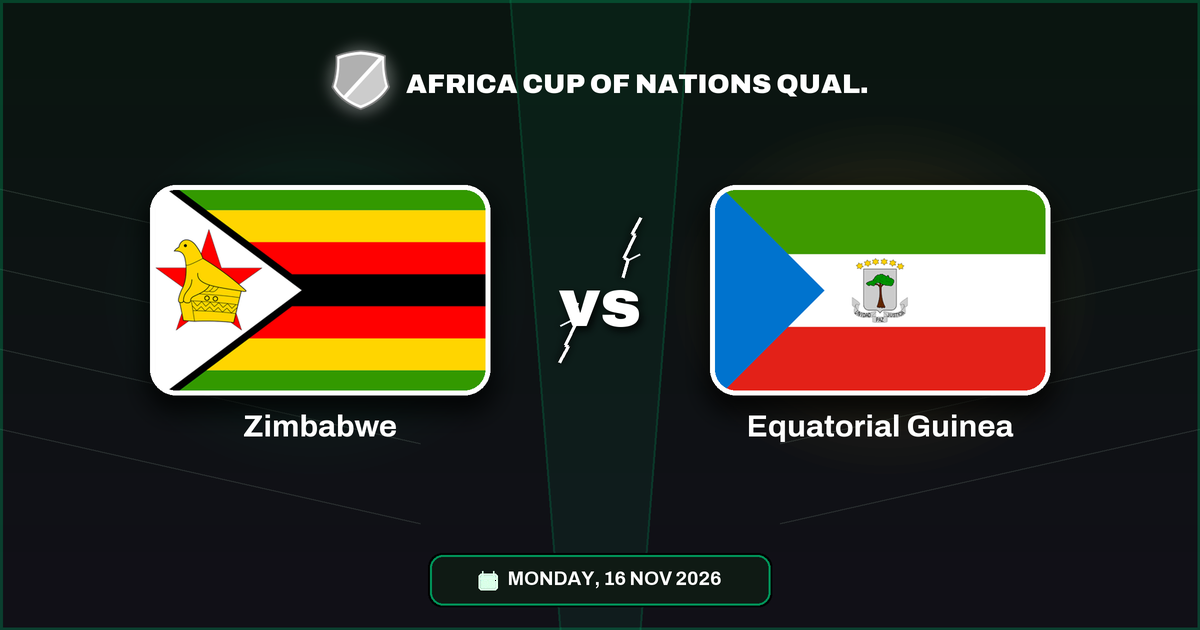 AFRICA CUP OF NATIONS QUAL.
VS
Zimbabwe
Equatorial Guinea
MONDAY, 16 NOV 2026